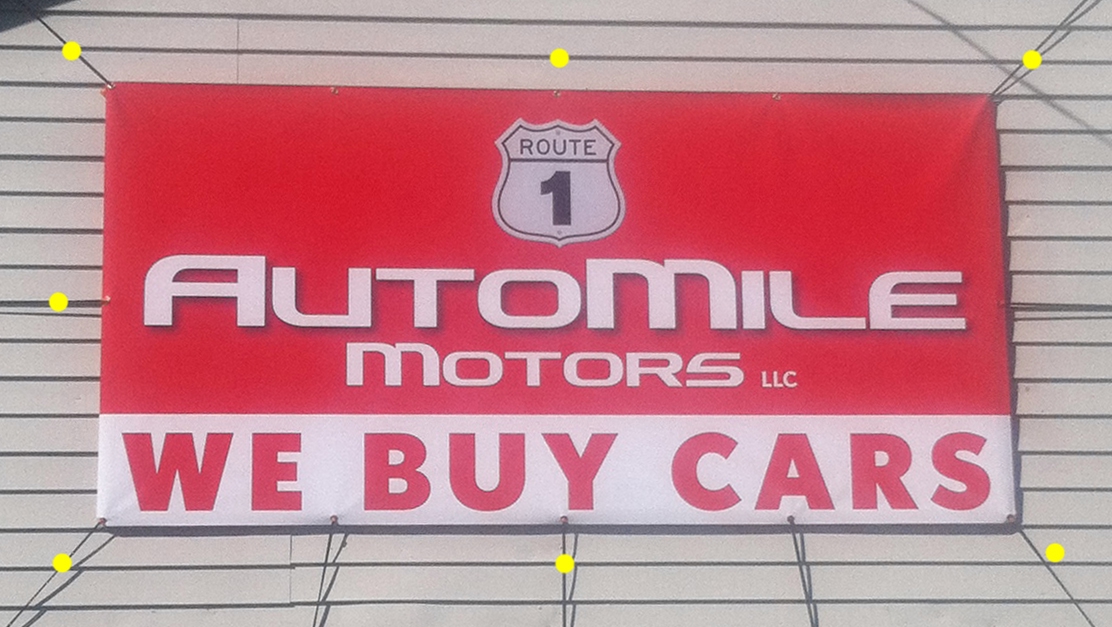 ROUTE
1
AUTOMILE
MOTORS LLC
WE BUY CARS